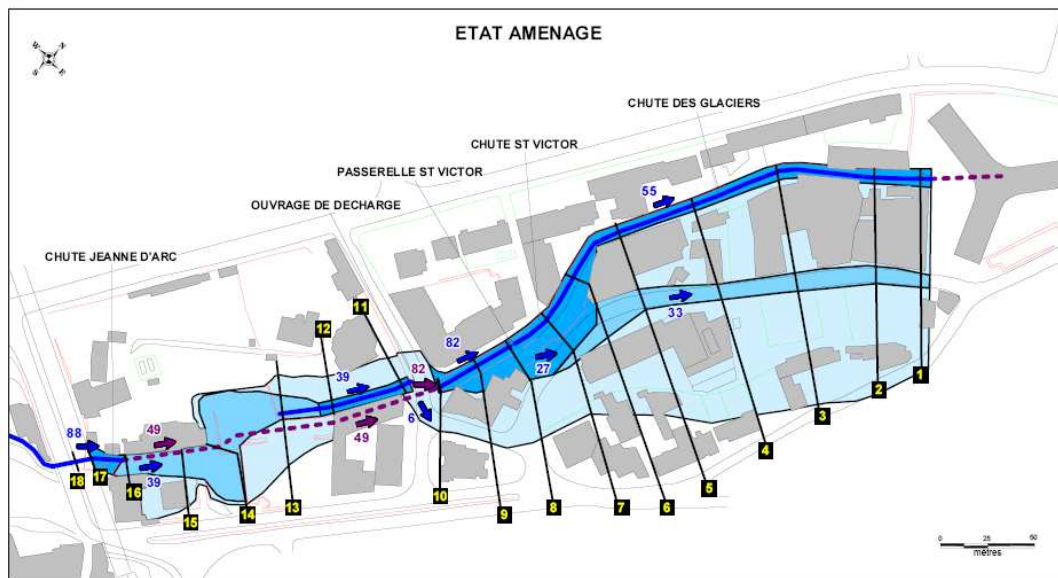 ETAT AMENAGE
N
W
E
S
CHUTE DES GLACIERS
CHUTE ST VICTOR
PASSERELLE ST VICTOR
OUVRAGE DE DECHARGE
CHUTE JEANNE D'ARC
55
11
12
82
33
39
82
27
6
88
49
49
39
18
17
16
15
14
13
10
9
8
7
6
5
4
3
2
1
0 25 50
mètres